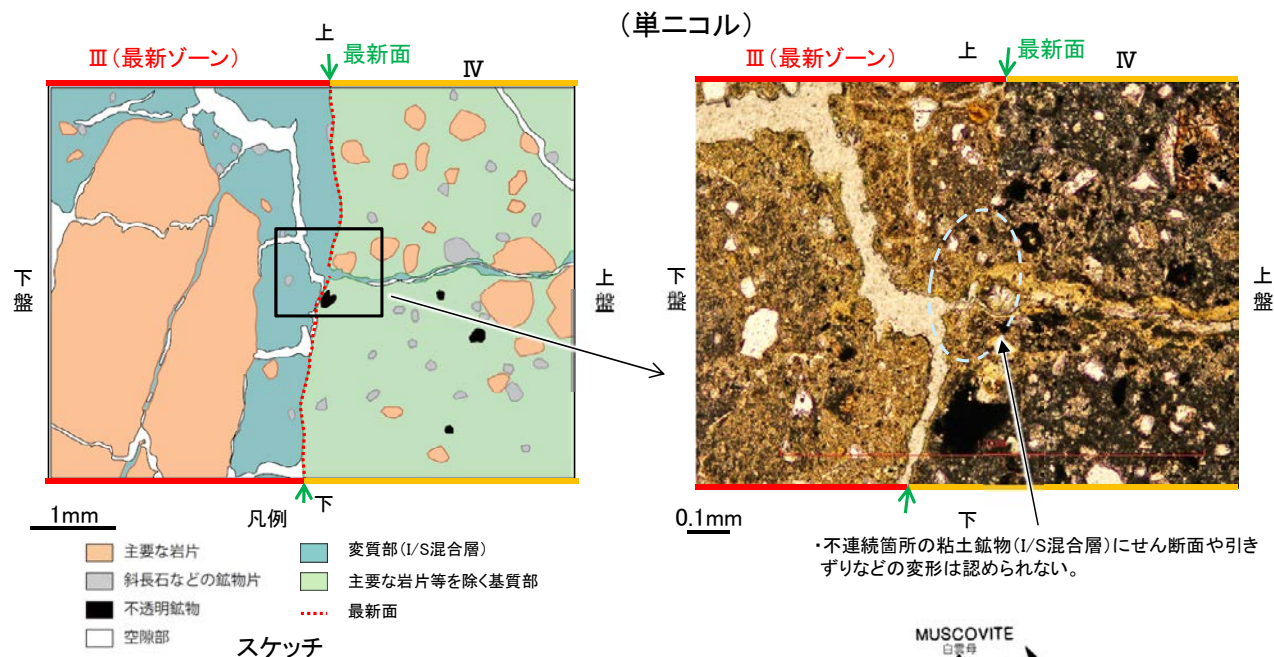 (単ニコル)
Ⅲ(最新ゾーン)
上
最新面
Ⅳ
下盤
上盤
下
1mm
凡例
主要な岩片
斜長石などの鉱物片
不透明鉱物
空隙部
変質部(I/S混合層)
主要な岩片等を除く基質部
最新面
スケッチ
Ⅲ(最新ゾーン)
上
最新面
Ⅳ
下盤
上盤
下
0.1mm
・不連続箇所の粘土鉱物(I/S混合層)にせん断面や引き
ずりなどの変形は認められない。
MUSCOVITE
白雲母